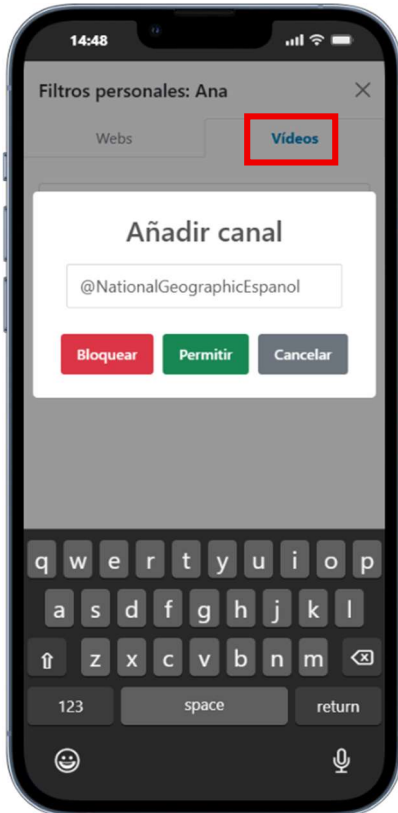 14:48
Filtros personales: Ana
Webs Vídeos
Añadir canal
@NationalGeographicEspanol
Bloquear Permitir Cancelar
q w e r t y u i o p
a s d f g h j k l
z x c v b n m
123 space return